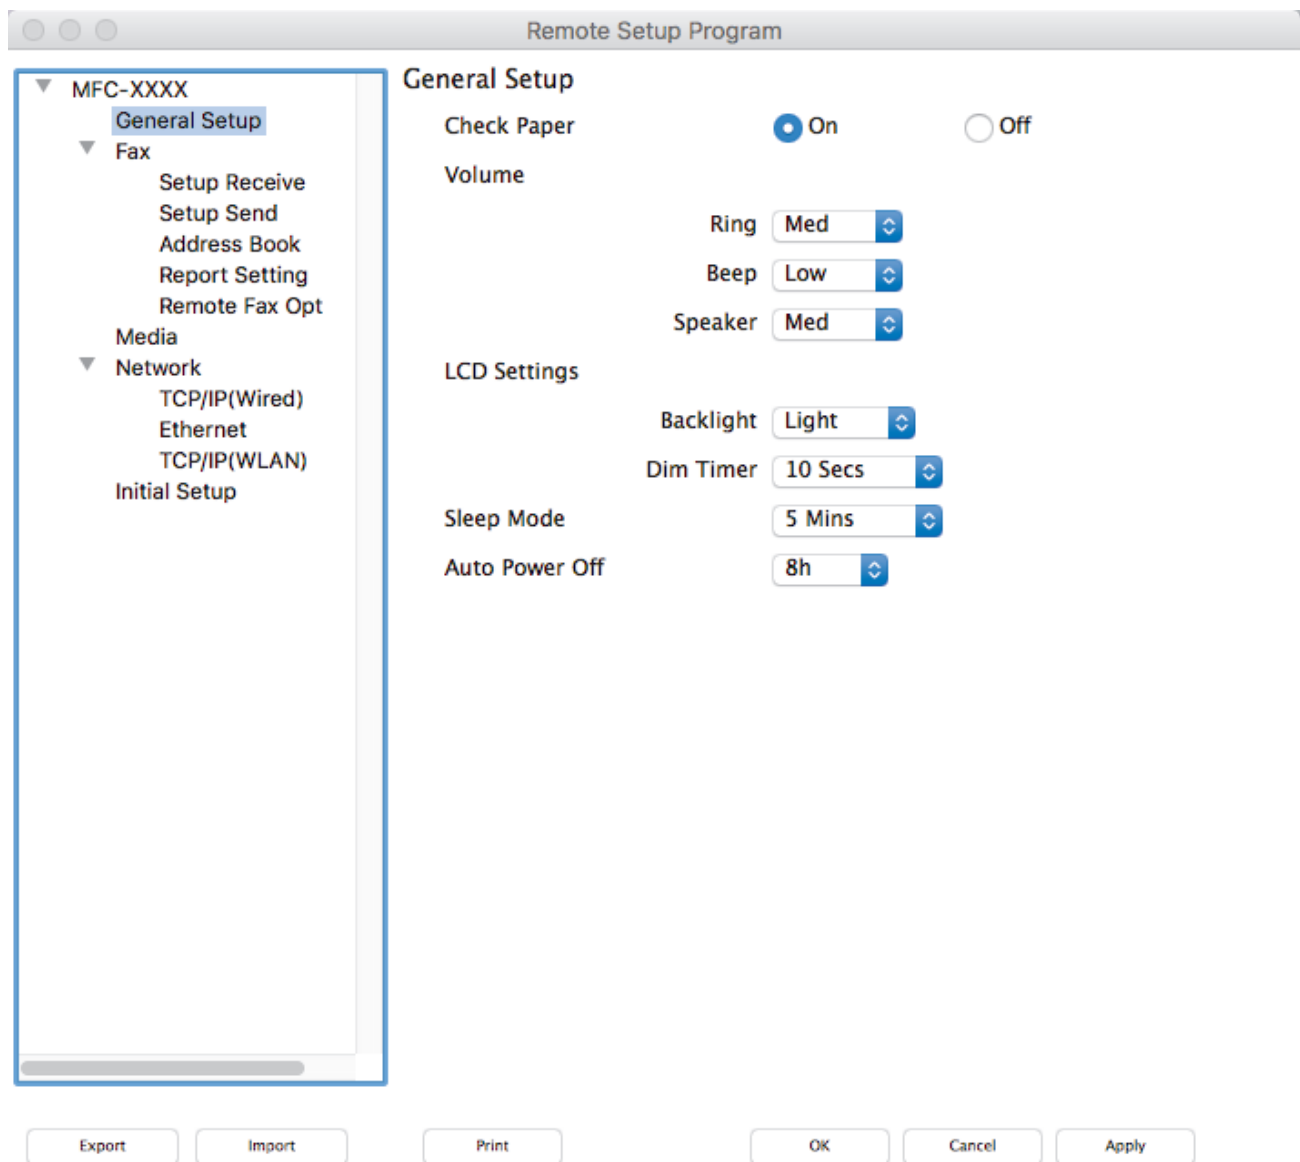 Remote Setup Program
MFC-XXXX
General Setup
Fax
Setup Receive
Setup Send
Address Book
Report Setting
Remote Fax Opt
Media
Network
TCP/IP(Wired)
Ethernet
TCP/IP(WLAN)
Initial Setup
General Setup
Check Paper On Off
Volume
Ring Med
Beep Low
Speaker Med
LCD Settings
Backlight Light
Dim Timer 10 Secs
Sleep Mode 5 Mins
Auto Power Off 8h
Export Import Print OK Cancel Apply